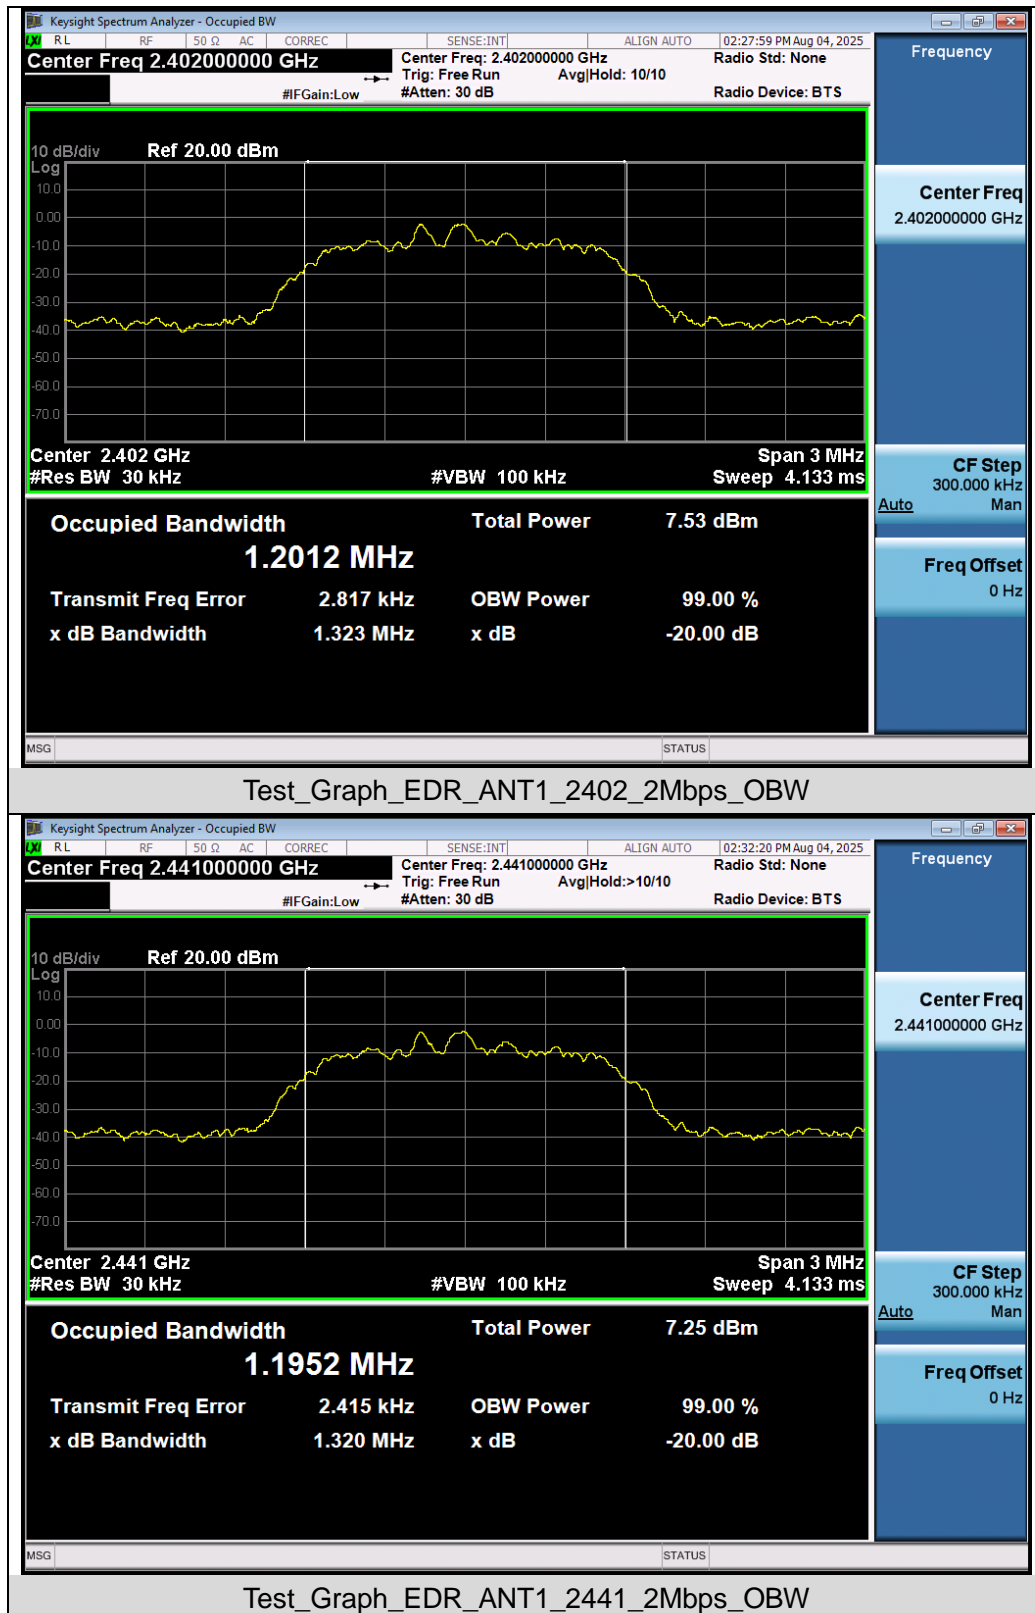 Keysight Spectrum Analyzer - Occupied BW
LXI RL RF 50 Ω AC CORREC SENSE:INT ALIGN AUTO 02:27:59 PM Aug 04, 2025
Center Freq 2.402000000 GHz
Center Freq: 2.402000000 GHz
Radio Std: None
Trig: Free Run Avg|Hold: 10/10
#IFGain:Low
#Atten: 30 dB
Radio Device: BTS
Frequency
10 dB/div Ref 20.00 dBm
Log
10.0
0.00
-10.0
-20.0
-30.0
-40.0
-50.0
-60.0
-70.0
Center Freq
2.402000000 GHz
Center 2.402 GHz Span 3 MHz
#Res BW 30 kHz #VBW 100 kHz Sweep 4.133 ms
CF Step
300.000 kHz
Auto Man
Freq Offset
0 Hz
Occupied Bandwidth Total Power 7.53 dBm
1.2012 MHz
Transmit Freq Error 2.817 kHz OBW Power 99.00 %
x dB Bandwidth 1.323 MHz x dB -20.00 dB
MSG STATUS
Test_Graph_EDR_ANT1_2402_2Mbps_OBW
Keysight Spectrum Analyzer - Occupied BW
LXI RL RF 50 Ω AC CORREC SENSE:INT ALIGN AUTO 02:32:20 PM Aug 04, 2025
Center Freq 2.441000000 GHz
Center Freq: 2.441000000 GHz
Radio Std: None
Trig: Free Run Avg|Hold:>10/10
#IFGain:Low
#Atten: 30 dB
Radio Device: BTS
Frequency
10 dB/div Ref 20.00 dBm
Log
10.0
0.00
-10.0
-20.0
-30.0
-40.0
-50.0
-60.0
-70.0
Center Freq
2.441000000 GHz
Center 2.441 GHz Span 3 MHz
#Res BW 30 kHz #VBW 100 kHz Sweep 4.133 ms
CF Step
300.000 kHz
Auto Man
Freq Offset
0 Hz
Occupied Bandwidth Total Power 7.25 dBm
1.1952 MHz
Transmit Freq Error 2.415 kHz OBW Power 99.00 %
x dB Bandwidth 1.320 MHz x dB -20.00 dB
MSG STATUS
Test_Graph_EDR_ANT1_2441_2Mbps_OBW